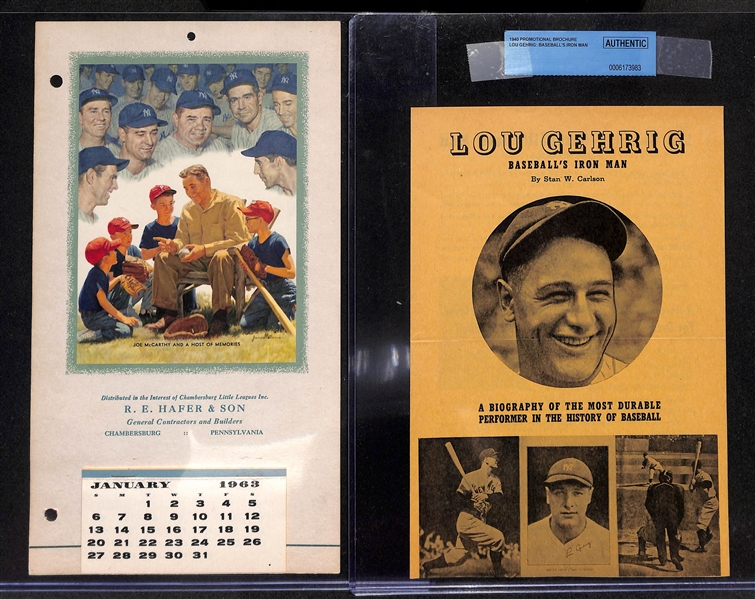 JOE McCARTHY AND A HOST OF MEMORIES
Distributed in the Interest of Chambersburg Little Leagues Inc.
R. E. HAFER & SON
General Contractors and Builders
CHAMBERSBURG :: PENNSYLVANIA
JANUARY 1963
S M T W T F S
1 2 3 4 5
6 7 8 9 10 11 12
13 14 15 16 17 18 19
20 21 22 23 24 25 26
27 28 29 30 31
1940 PROMOTIONAL BROCHURE
LOU GEHRIG: BASEBALL'S IRON MAN
AUTHENTIC
0006173983
LOU GEHRIG
BASEBALL'S IRON MAN
By Stan W. Carlson
A BIOGRAPHY OF THE MOST DURABLE
PERFORMER IN THE HISTORY OF BASEBALL